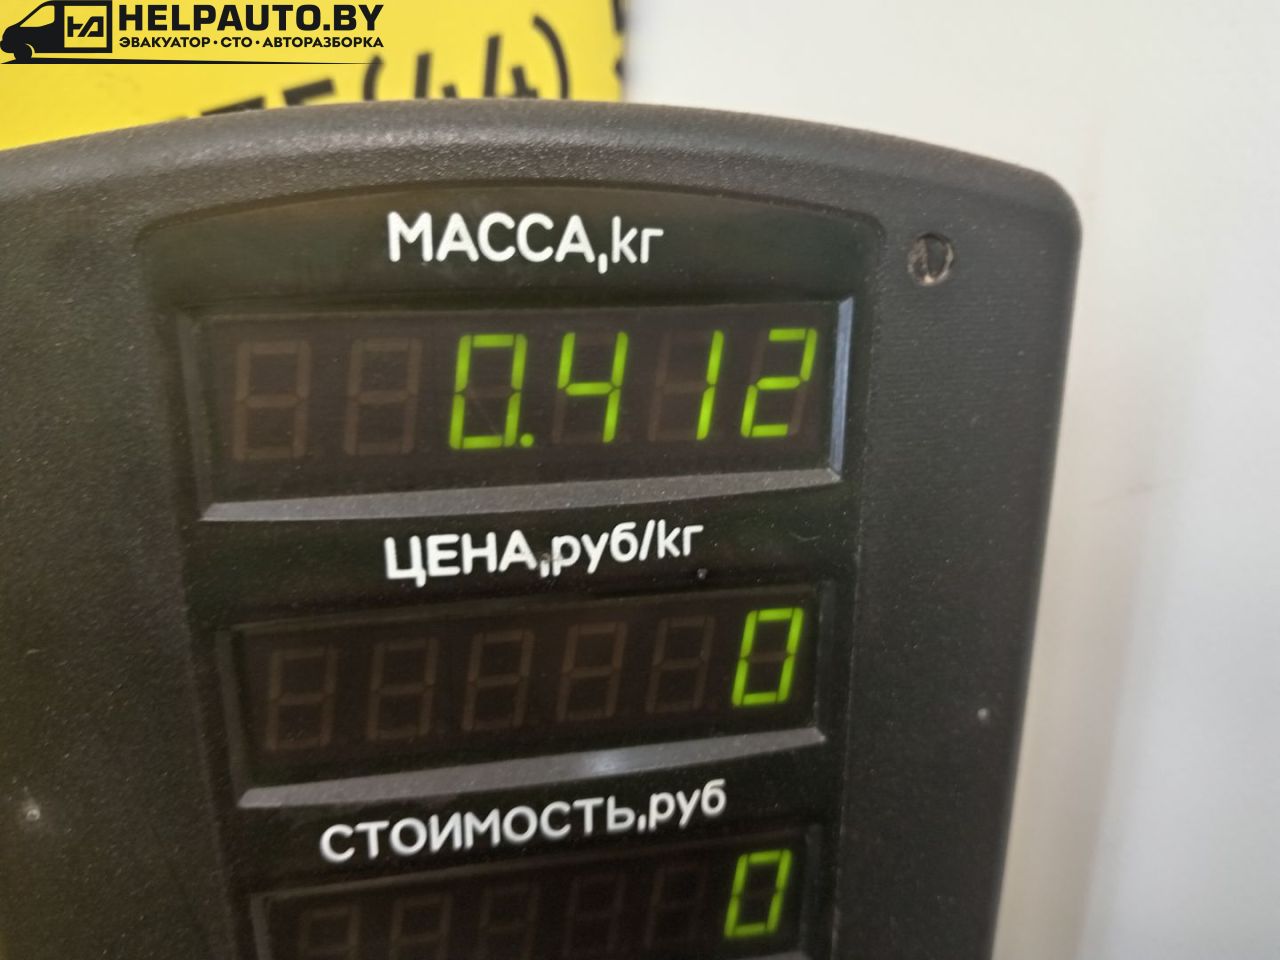 HELPAUTO.BY
ЭВАКУАТОР·СТО·АВТОРАЗБОРКА
МАССА,кг
0.412
ЦЕНА,руб/кг
0
СТОИМОСТЬ,руб
0